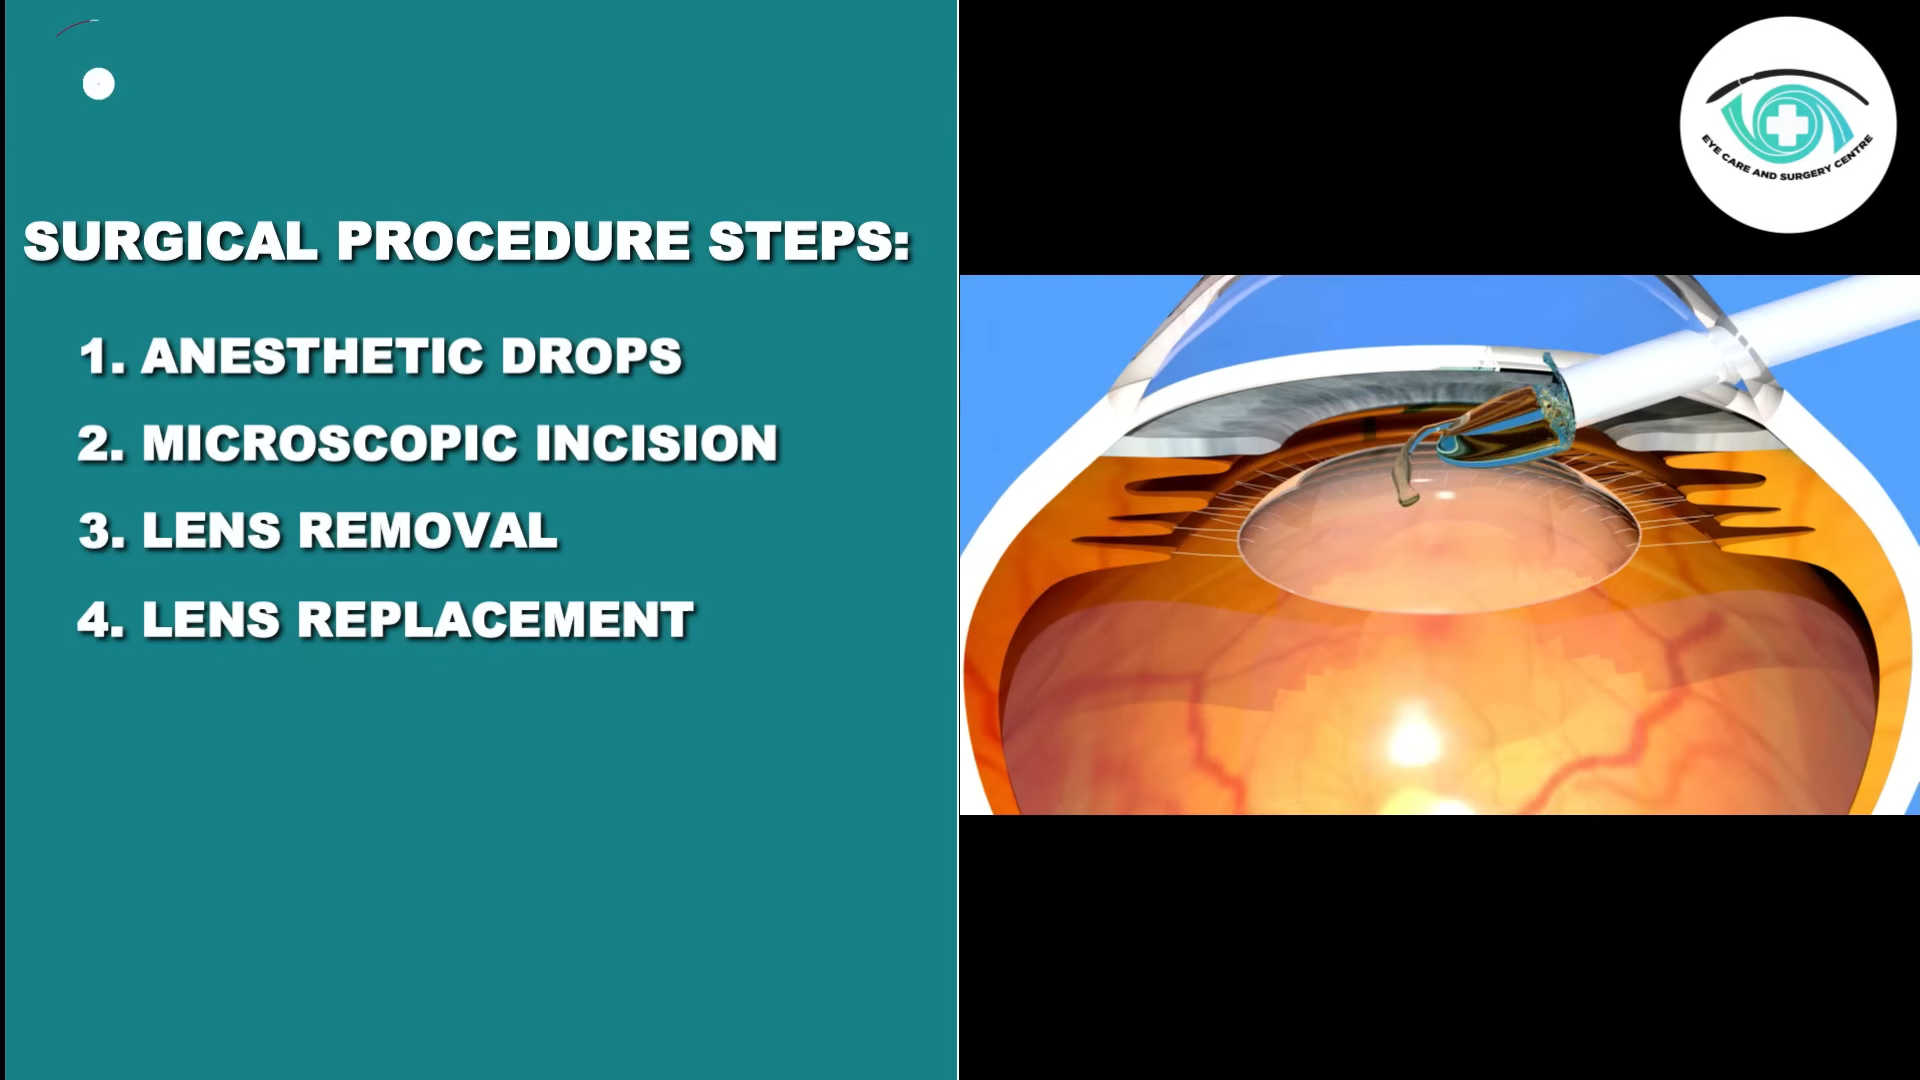 SURGICAL PROCEDURE STEPS:
1. ANESTHETIC DROPS
2. MICROSCOPIC INCISION
3. LENS REMOVAL
4. LENS REPLACEMENT
EYE CARE AND SURGERY CENTRE